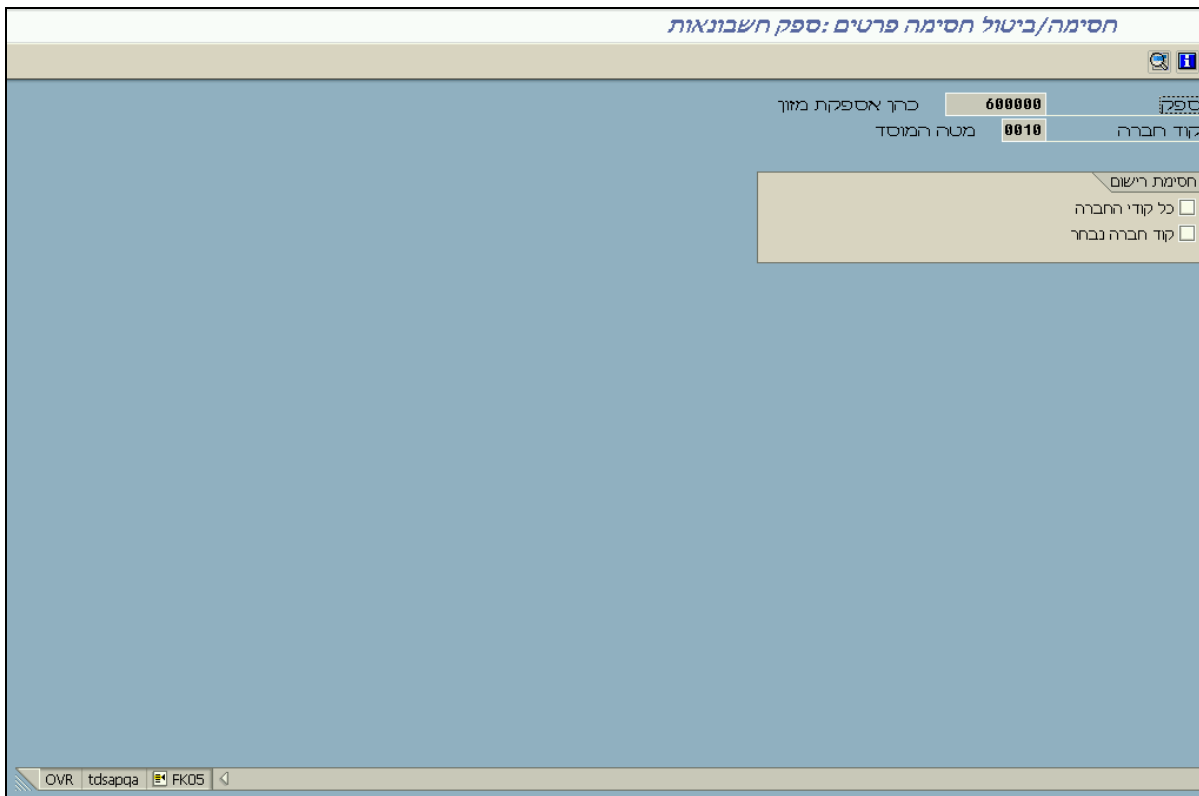 חסימה/ביטול חסימה פרטים :ספק חשבונאות
ספק 600000 כהן אספקת מזון
קוד חברה 0010 מטה המוסד
חסימת רישום
כל קודי החברה
קוד חברה נבחר
OVR tdsapqa FK05